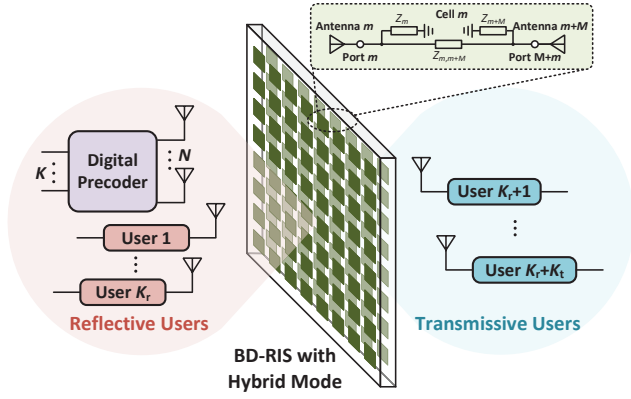 Antenna m
Z_m
Cell m
Z_{m+M}
Antenna m+M
Port m
Z_{m,m+M}
Port M+m
K
⋮
Digital
Precoder
⋮
N
User 1
⋮
User K_r
Reflective Users
BD-RIS with
Hybrid Mode
User K_r+1
⋮
User K_r+K_t
Transmissive Users